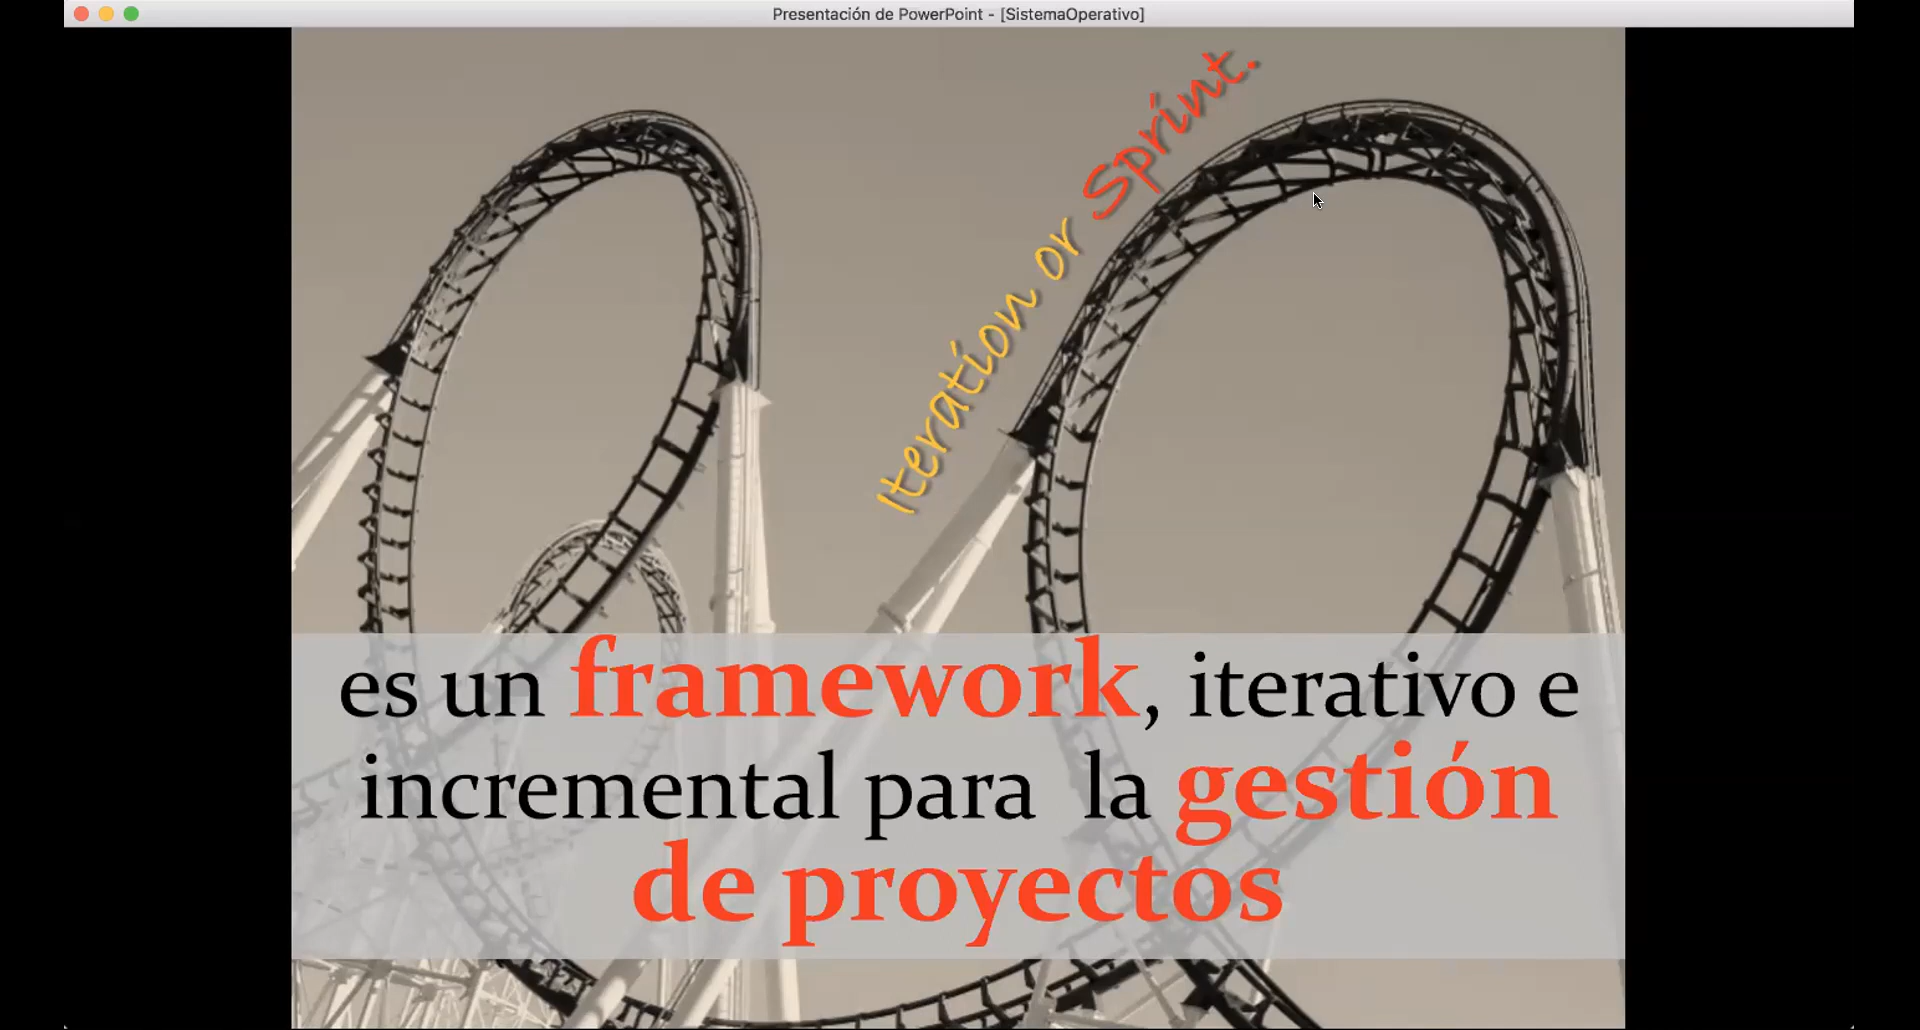 Presentación de PowerPoint - [SistemaOperativo]
Iteration or Sprint.
es un framework, iterativo e
incremental para la gestión
de proyectos